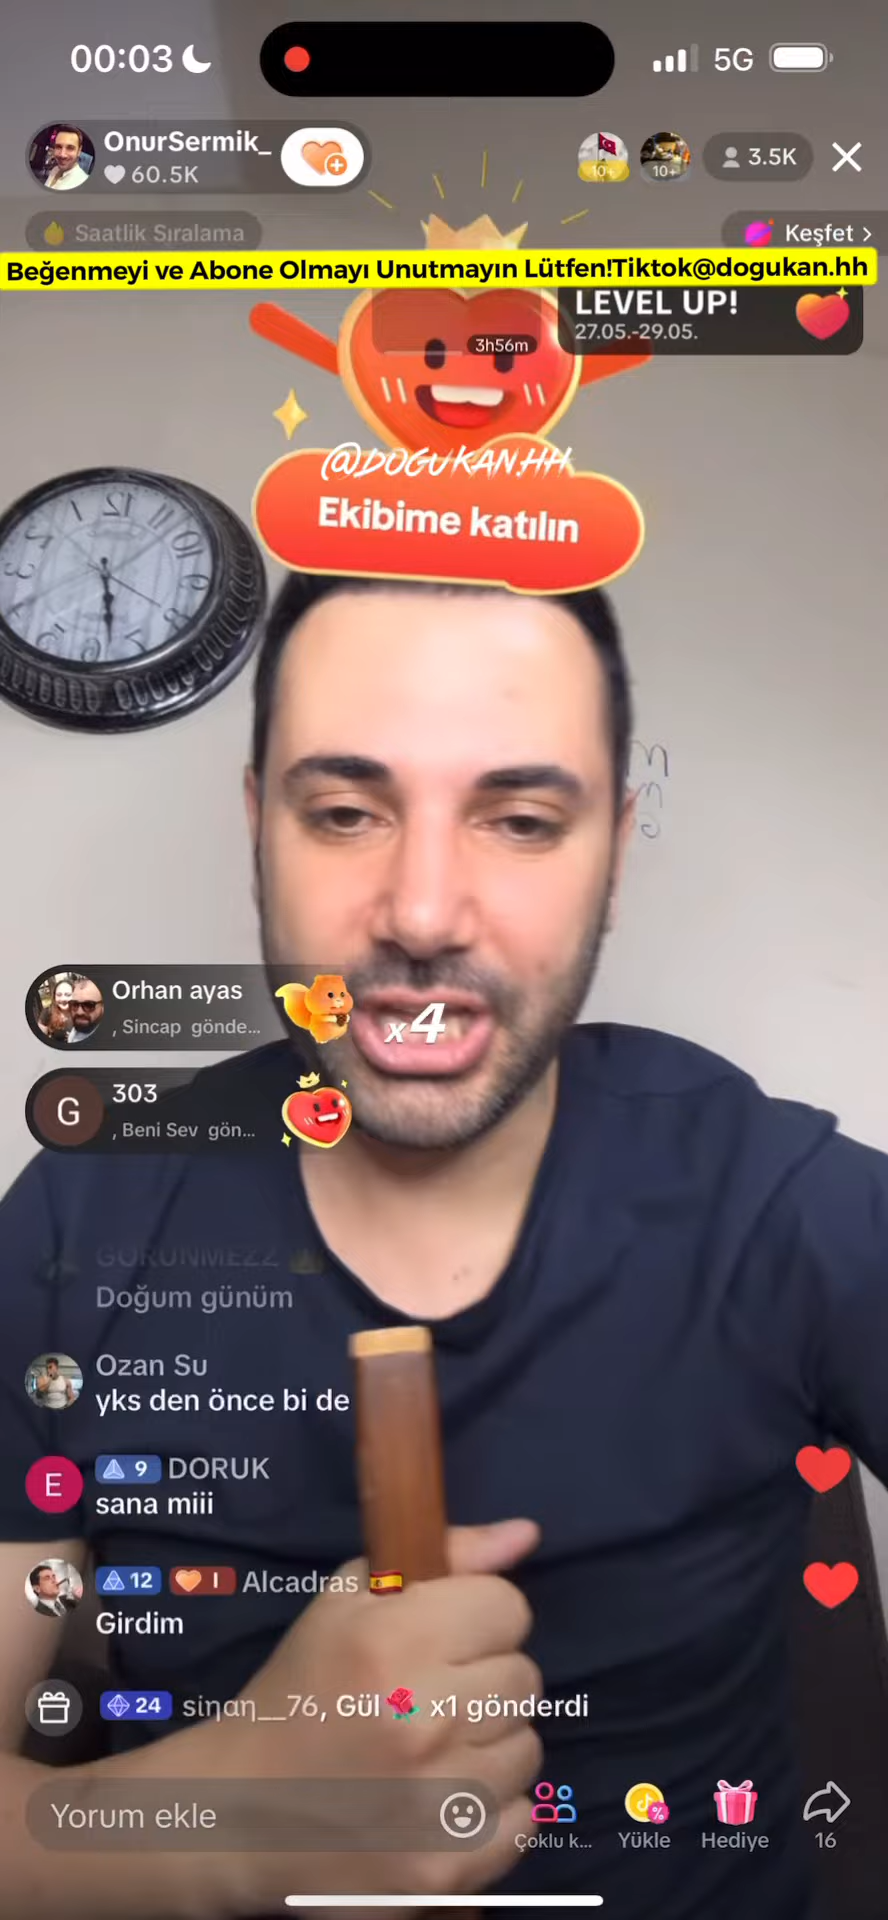 00:03
5G
OnurSermik_
60.5K
10+
10+
3.5K
Saatlik Sıralama
Keşfet >
Beğenmeyi ve Abone Olmayı Unutmayın Lütfen!Tiktok@dogukan.hh
LEVEL UP!
27.05.-29.05.
3h56m
@DOGUKAN.HH
Ekibime katılın
Orhan ayas
, Sincap gönde...
x4
G
303
, Beni Sev gön...
GORUNMEZZ
Doğum günüm
Ozan Su
yks den önce bi de
E
9 DORUK
sana miii
12 I Alcadras
Girdim
24 sinan__76, Gül x1 gönderdi
Yorum ekle
Çoklu k...
Yükle
Hediye
16